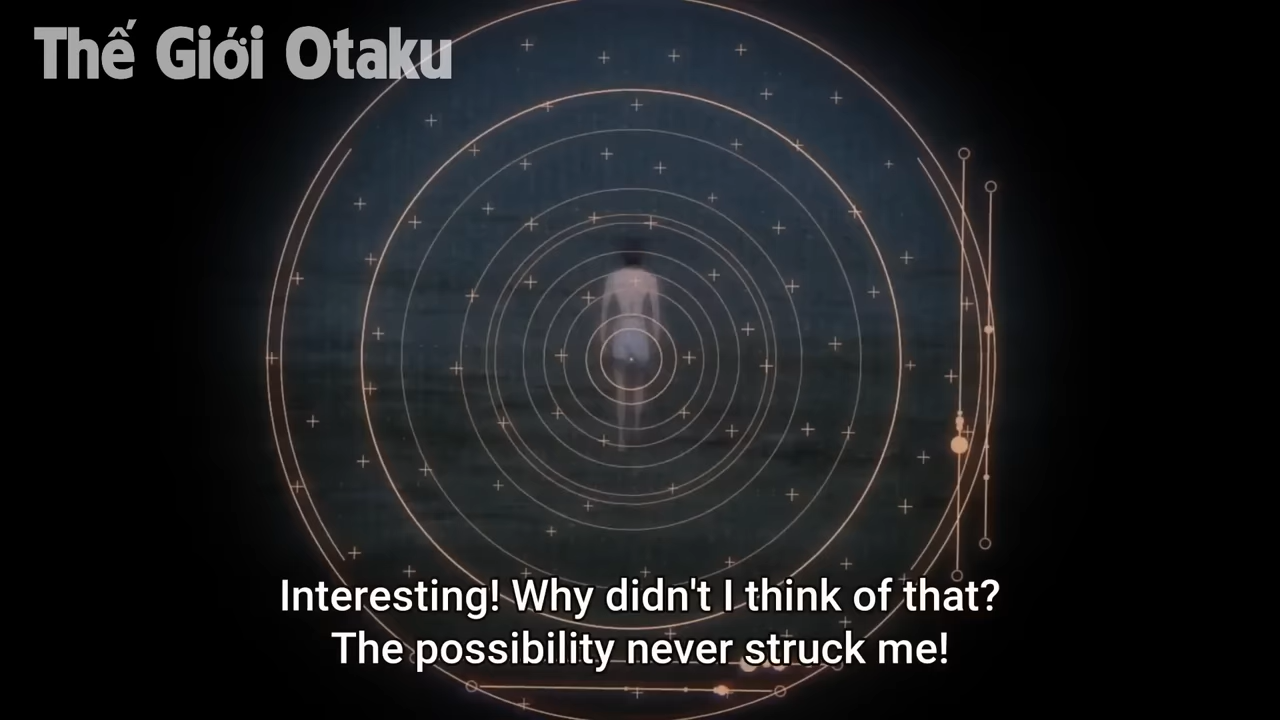 Thế Giới Otaku
Interesting! Why didn't I think of that?
The possibility never struck me!